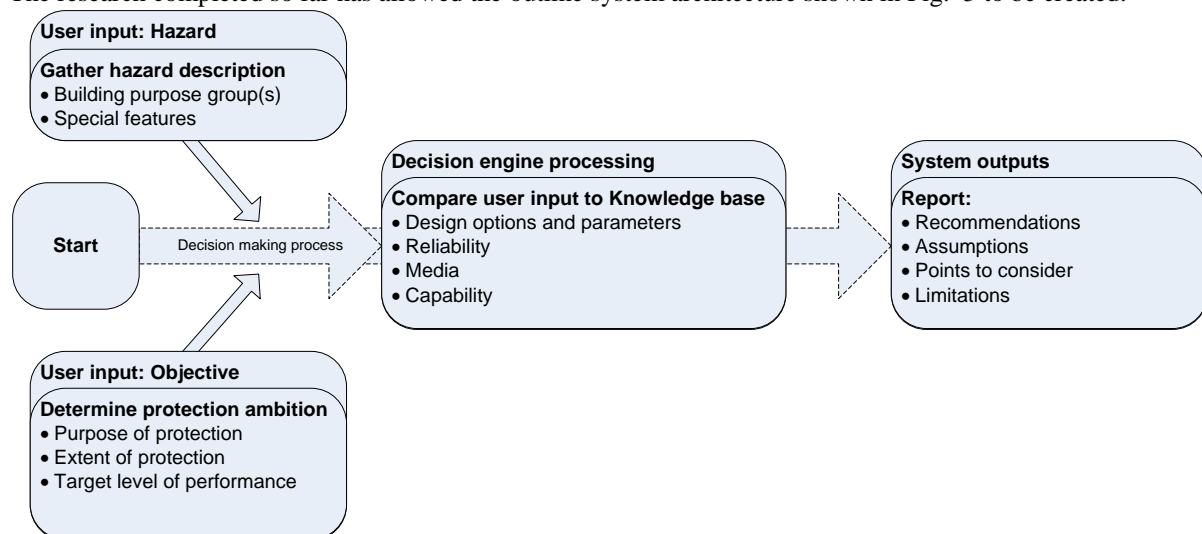 The research completed so far has allowed the outline system architecture shown in Fig. 3 to be created.
User input: Hazard
Gather hazard description
• Building purpose group(s)
• Special features
Start
Decision making process
Decision engine processing
Compare user input to Knowledge base
• Design options and parameters
• Reliability
• Media
• Capability
System outputs
Report:
• Recommendations
• Assumptions
• Points to consider
• Limitations
User input: Objective
Determine protection ambition
• Purpose of protection
• Extent of protection
• Target level of performance